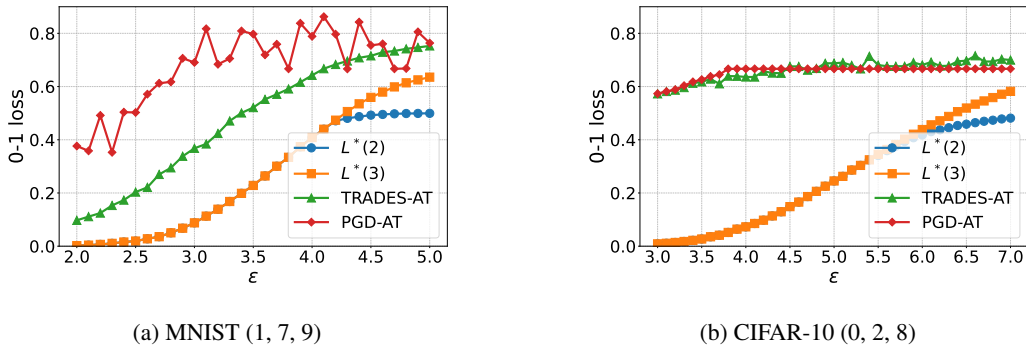 0-1 loss
0.8
0.6
0.4
0.2
0.0
2.0 2.5 3.0 3.5 4.0 4.5 5.0
ε
L*(2)
L*(3)
TRADES-AT
PGD-AT
(a) MNIST (1, 7, 9)
0-1 loss
0.8
0.6
0.4
0.2
0.0
3.0 3.5 4.0 4.5 5.0 5.5 6.0 6.5 7.0
ε
L*(2)
L*(3)
TRADES-AT
PGD-AT
(b) CIFAR-10 (0, 2, 8)